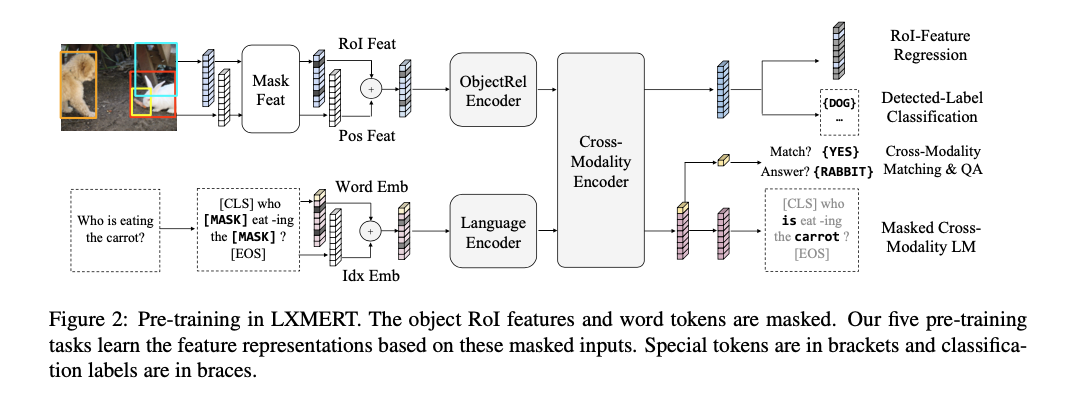 RoI Feat
Mask
Feat
Pos Feat
ObjectRel
Encoder
Cross-
Modality
Encoder
RoI-Feature
Regression
{DOG}
...
Detected-Label
Classification
Match? {YES}
Answer? {RABBIT}
Cross-Modality
Matching & QA
Who is eating
the carrot?
[CLS] who
[MASK] eat -ing
the [MASK] ?
[EOS]
Word Emb
Idx Emb
Language
Encoder
[CLS] who
is eat -ing
the carrot ?
[EOS]
Masked Cross-
Modality LM
Figure 2: Pre-training in LXMERT. The object RoI features and word tokens are masked. Our five pre-training
tasks learn the feature representations based on these masked inputs. Special tokens are in brackets and classifica-
tion labels are in braces.